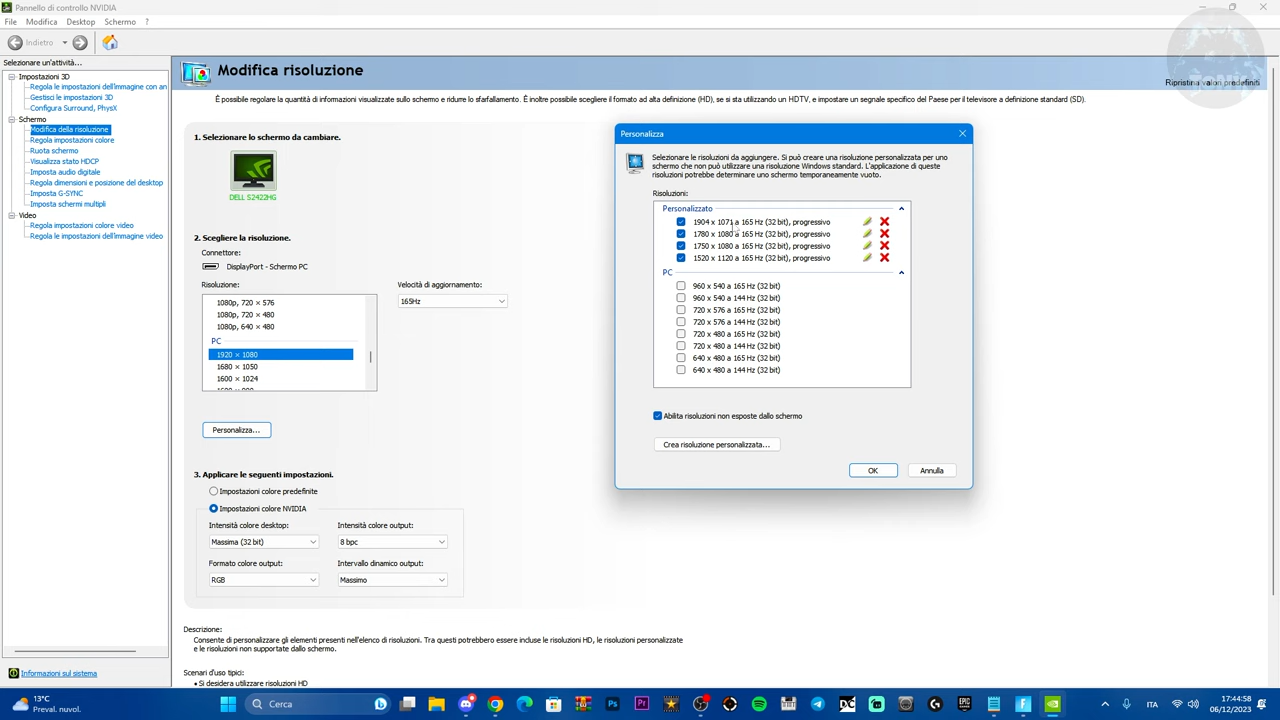 Pannello di controllo NVIDIA
File Modifica Desktop Schermo ?
Indietro
Selezionare un'attività...
Impostazioni 3D
Regola le impostazioni dell'immagine con an
Gestisci le impostazioni 3D
Configura Surround, PhysX
Schermo
Modifica della risoluzione
Regola impostazioni colore
Ruota schermo
Visualizza stato HDCP
Imposta audio digitale
Regola dimensioni e posizione del desktop
Imposta G-SYNC
Imposta schermi multipli
Video
Regola impostazioni colore video
Regola le impostazioni dell'immagine video
Informazioni sul sistema
Modifica risoluzione
Ripristina valori predefiniti
È possibile regolare la quantità di informazioni visualizzate sullo schermo e ridurre lo sfarfallamento. È inoltre possibile scegliere il formato ad alta definizione (HD), se si sta utilizzando un HDTV, e impostare un segnale specifico del Paese per il televisore a definizione standard (SD).
1. Selezionare lo schermo da cambiare.
DELL S2422HG
2. Scegliere la risoluzione.
Connettore:
DisplayPort - Schermo PC
Risoluzione:
Velocità di aggiornamento:
1080p, 720 × 576
165Hz
1080p, 720 × 480
1080p, 640 × 480
PC
1920 × 1080
1680 × 1050
1600 × 1024
Personalizza...
3. Applicare le seguenti impostazioni.
Impostazioni colore predefinite
Impostazioni colore NVIDIA
Intensità colore desktop:
Intensità colore output:
Massima (32 bit)
8 bpc
Formato colore output:
Intervallo dinamico output:
RGB
Massimo
Descrizione:
Consente di personalizzare gli elementi presenti nell'elenco di risoluzioni. Tra questi potrebbero essere incluse le risoluzioni HD, le risoluzioni personalizzate
e le risoluzioni non supportate dallo schermo.
Scenari d'uso tipici:
• Si desidera utilizzare risoluzioni HD
Personalizza
Selezionare le risoluzioni da aggiungere. Si può creare una risoluzione personalizzata per uno
schermo che non può utilizzare una risoluzione Windows standard. L'applicazione di queste
risoluzioni potrebbe determinare uno schermo temporaneamente vuoto.
Risoluzioni:
Personalizzato
1904 x 1071 a 165 Hz (32 bit), progressivo
1780 x 1080 a 165 Hz (32 bit), progressivo
1750 x 1080 a 165 Hz (32 bit), progressivo
1520 x 1120 a 165 Hz (32 bit), progressivo
PC
960 x 540 a 165 Hz (32 bit)
960 x 540 a 144 Hz (32 bit)
720 x 576 a 165 Hz (32 bit)
720 x 576 a 144 Hz (32 bit)
720 x 480 a 165 Hz (32 bit)
720 x 480 a 144 Hz (32 bit)
640 x 480 a 165 Hz (32 bit)
640 x 480 a 144 Hz (32 bit)
Abilita risoluzioni non esposte dallo schermo
Crea risoluzione personalizzata...
OK
Annulla
13°C
Preval. nuvol.
Cerca
ITA
17:44:58
06/12/2023